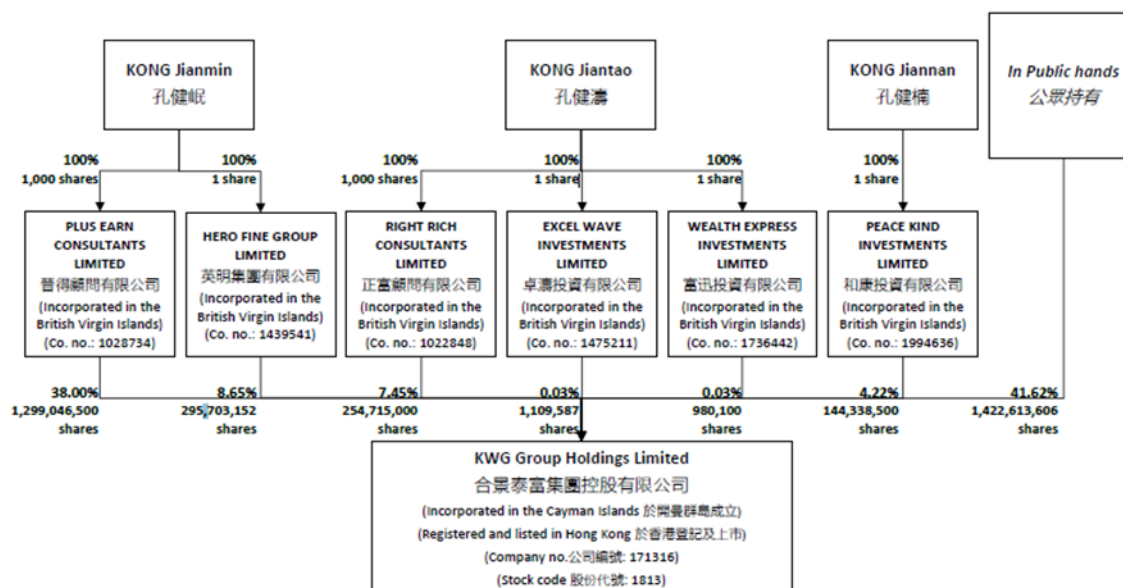 KONG Jianmin
孔健岷
KONG Jiantao
孔健濤
KONG Jiannan
孔健楠
In Public hands
公眾持有
100%
1,000 shares
100%
1 share
100%
1,000 shares
100%
1 share
100%
1 share
100%
1 share
PLUS EARN
CONSULTANTS
LIMITED
晉得顧問有限公司
(Incorporated in the
British Virgin Islands)
(Co. no.: 1028734)
HERO FINE GROUP
LIMITED
英明集團有限公司
(Incorporated in the
British Virgin Islands)
(Co. no.: 1439541)
RIGHT RICH
CONSULTANTS
LIMITED
正富顧問有限公司
(Incorporated in the
British Virgin Islands)
(Co. no.: 1022848)
EXCEL WAVE
INVESTMENTS
LIMITED
卓濤投資有限公司
(Incorporated in the
British Virgin Islands)
(Co. no.: 1475211)
WEALTH EXPRESS
INVESTMENTS
LIMITED
富迅投資有限公司
(Incorporated in the
British Virgin Islands)
(Co. no.: 1736442)
PEACE KIND
INVESTMENTS
LIMITED
和康投資有限公司
(Incorporated in the
British Virgin Islands)
(Co. no.: 1994636)
38.00%
1,299,046,500
shares
8.65%
295,703,152
shares
7.45%
254,715,000
shares
0.03%
1,109,587
shares
0.03%
980,100
shares
4.22%
144,338,500
shares
41.62%
1,422,613,606
shares
KWG Group Holdings Limited
合景泰富集團控股有限公司
(Incorporated in the Cayman Islands 於開曼群島成立)
(Registered and listed in Hong Kong 於香港登記及上市)
(Company no.公司編號: 171316)
(Stock code 股份代號: 1813)